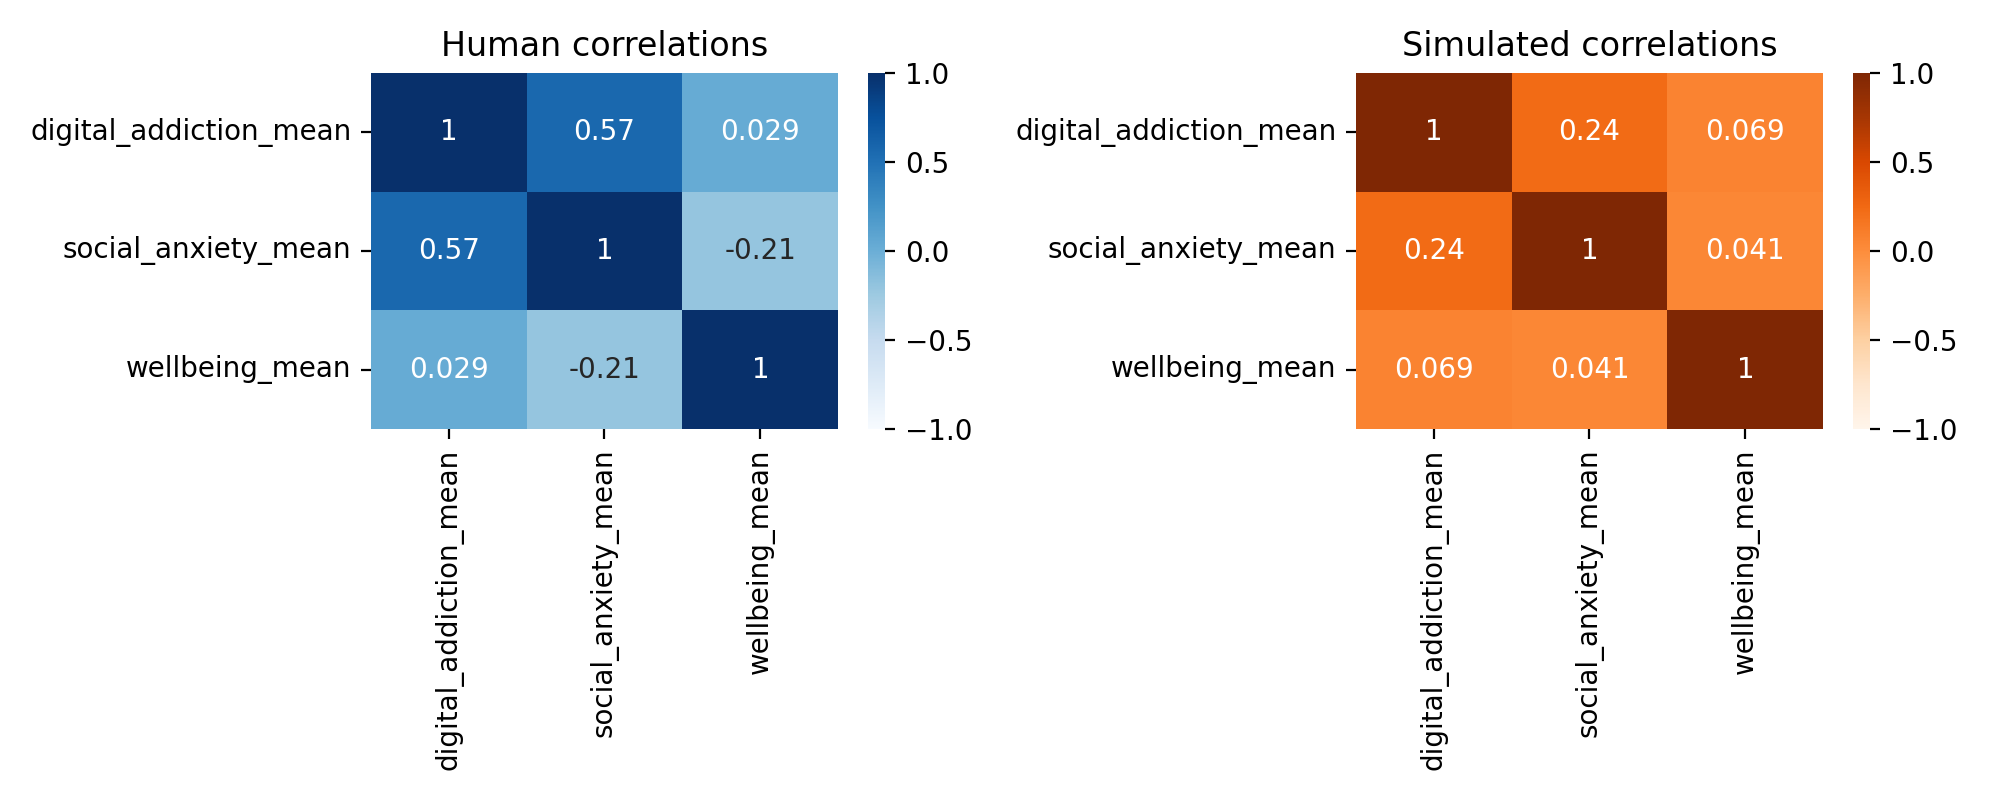 Human correlations
digital_addiction_mean
social_anxiety_mean
wellbeing_mean
1 0.57 0.029
0.57 1 -0.21
0.029 -0.21 1
digital_addiction_mean
social_anxiety_mean
wellbeing_mean
1.0
0.5
0.0
−0.5
−1.0
Simulated correlations
digital_addiction_mean
social_anxiety_mean
wellbeing_mean
1 0.24 0.069
0.24 1 0.041
0.069 0.041 1
digital_addiction_mean
social_anxiety_mean
wellbeing_mean
1.0
0.5
0.0
−0.5
−1.0